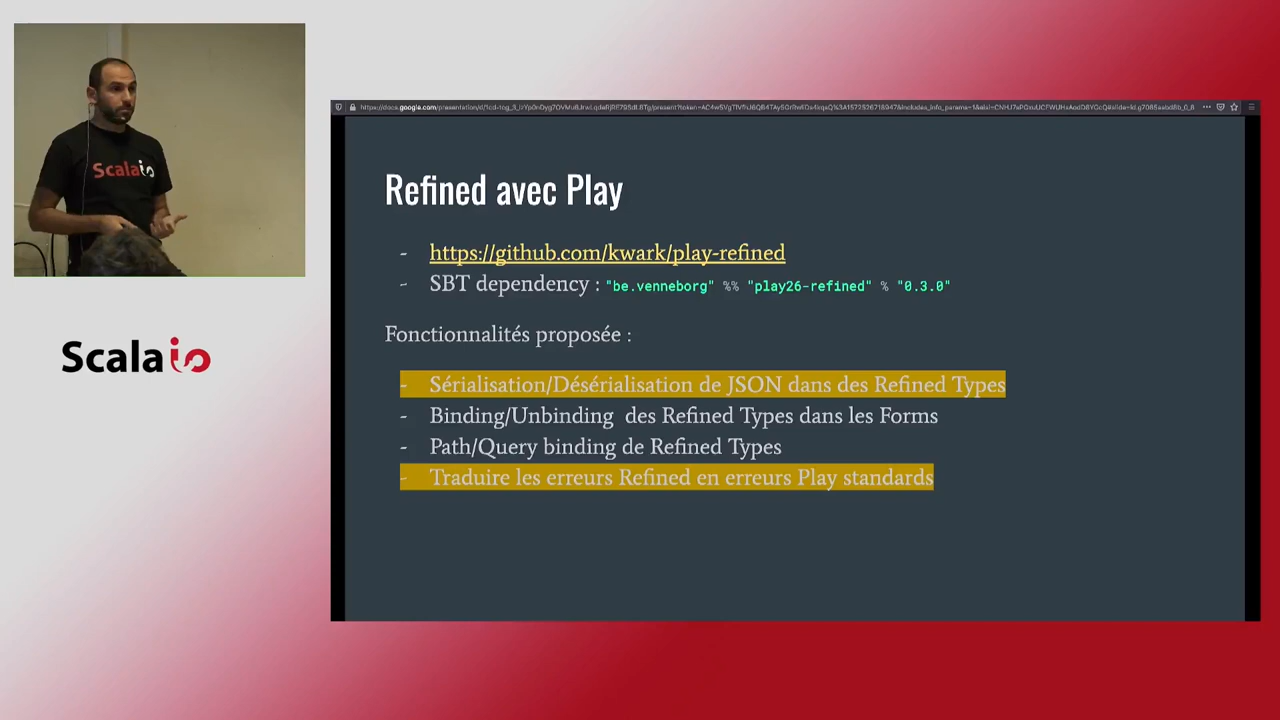 Scalaio
Refined avec Play
- https://github.com/kwark/play-refined
- SBT dependency : "be.venneborg" %% "play26-refined" % "0.3.0"
Fonctionnalités proposée :
- Sérialisation/Désérialisation de JSON dans des Refined Types
- Binding/Unbinding des Refined Types dans les Forms
- Path/Query binding de Refined Types
- Traduire les erreurs Refined en erreurs Play standards
Scalaio